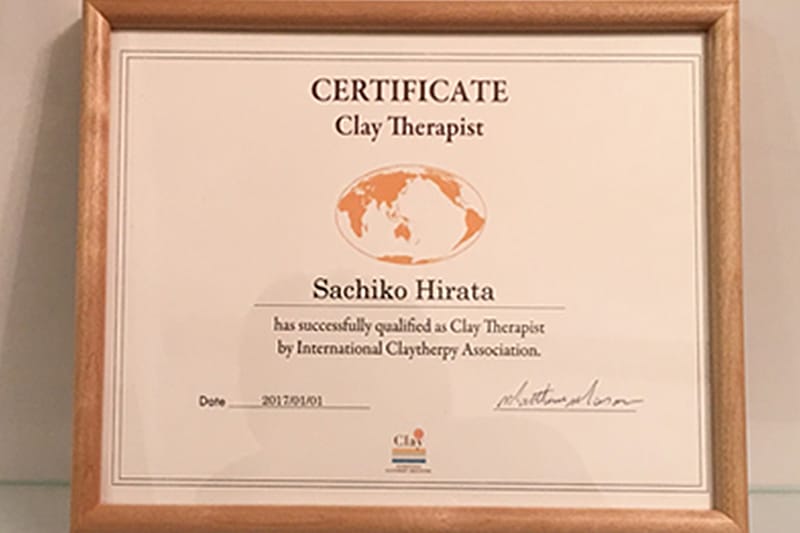 CERTIFICATE
Clay Therapist
Sachiko Hirata
has successfully qualified as Clay Therapist
by International Claytherpy Association.
Date 2017/01/01
Clay